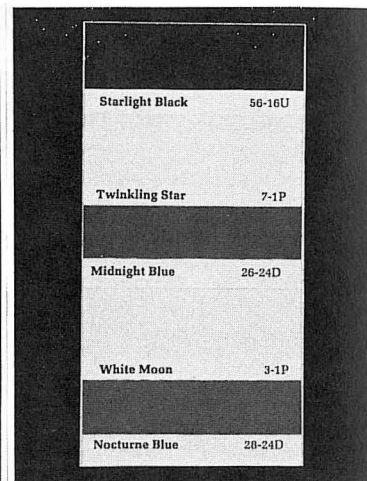 Starlight Black 56-16U
Twinkling Star 7-1P
Midnight Blue 26-24D
White Moon 3-1P
Nocturne Blue 28-24D